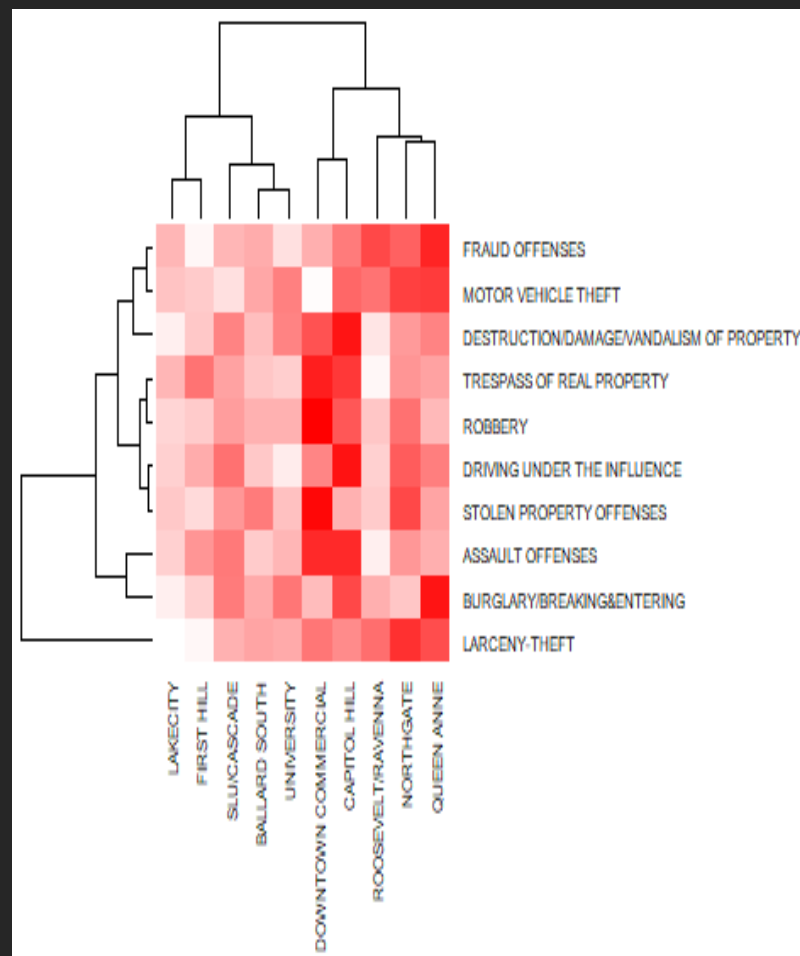 FRAUD OFFENSES
MOTOR VEHICLE THEFT
DESTRUCTION/DAMAGE/VANDALISM OF PROPERTY
TRESPASS OF REAL PROPERTY
ROBBERY
DRIVING UNDER THE INFLUENCE
STOLEN PROPERTY OFFENSES
ASSAULT OFFENSES
BURGLARY/BREAKING&ENTERING
LARCENY-THEFT
LAKECITY
FIRST HILL
SLU/CASCADE
BALLARD SOUTH
UNIVERSITY
DOWNTOWN COMMERCIAL
CAPITOL HILL
ROOSEVELT/RAVENNA
NORTHGATE
QUEEN ANNE